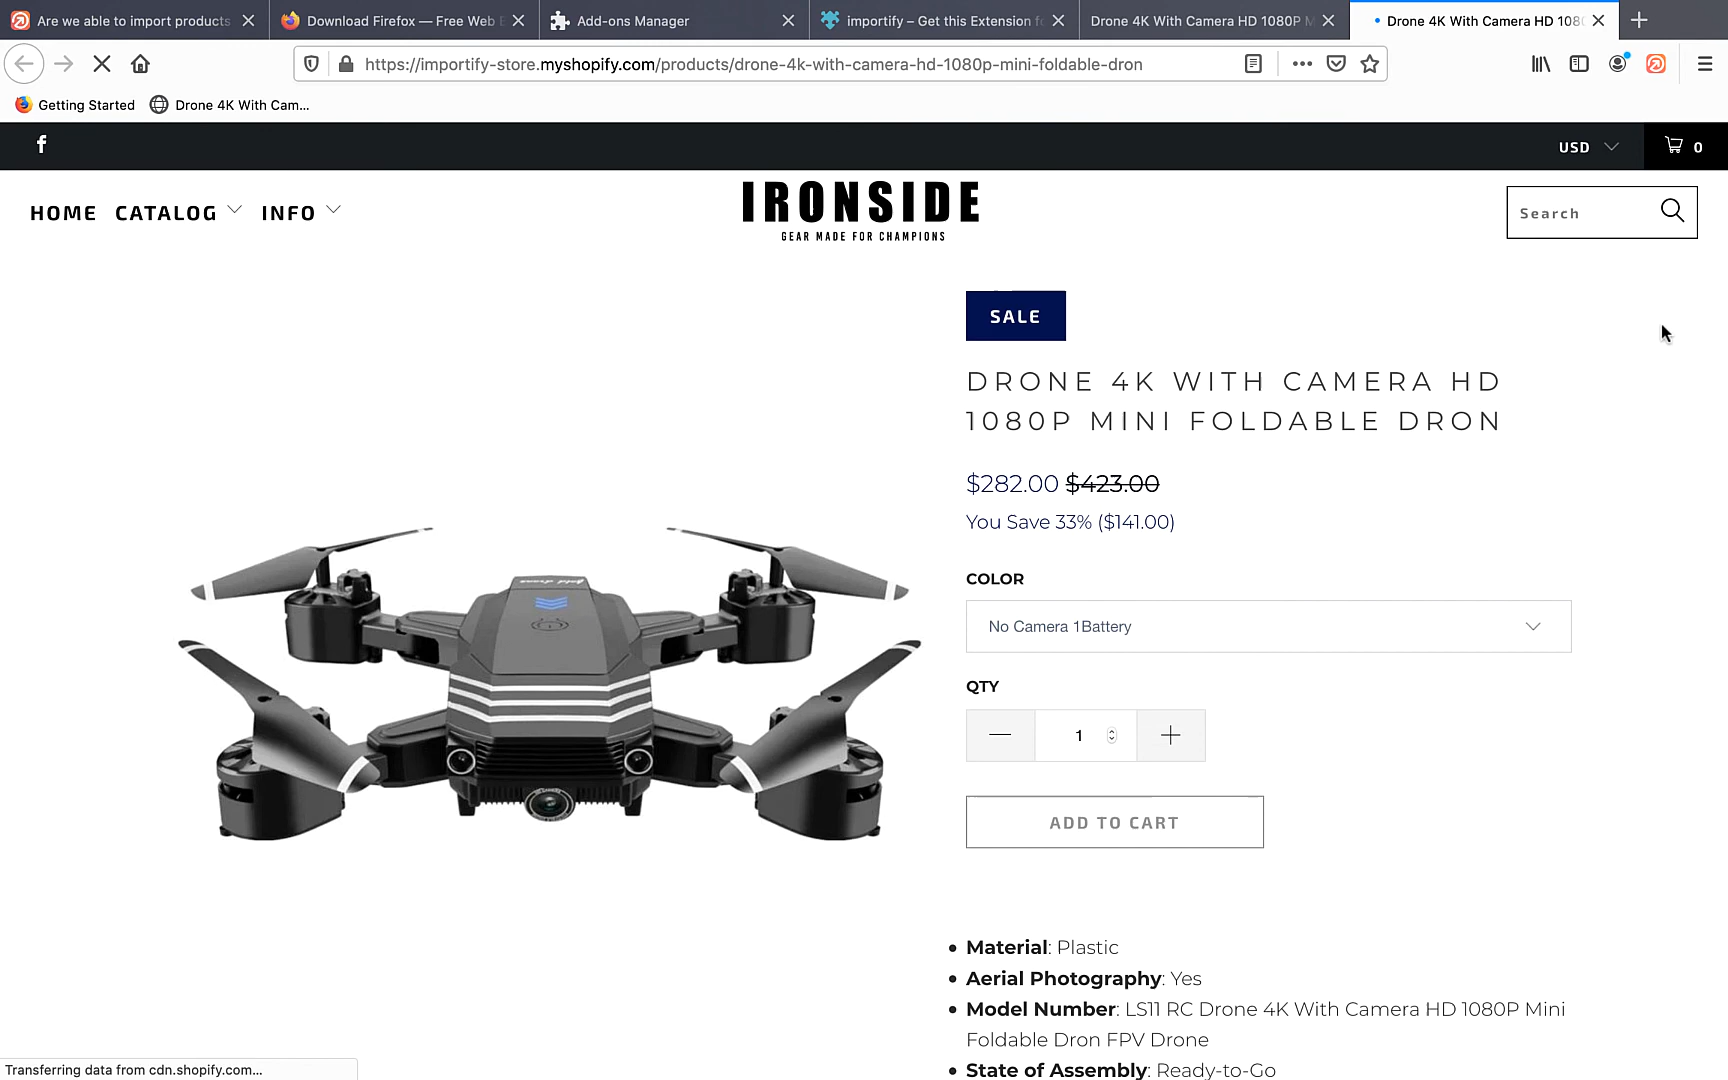 Are we able to import products
Download Firefox — Free Web
Add-ons Manager
importify – Get this Extension f
Drone 4K With Camera HD 1080P M
Drone 4K With Camera HD 108
https://importify-store.myshopify.com/products/drone-4k-with-camera-hd-1080p-mini-foldable-dron
Getting Started
Drone 4K With Cam...
USD
0
HOME CATALOG INFO
IRONSIDE
GEAR MADE FOR CHAMPIONS
Search
SALE
DRONE 4K WITH CAMERA HD
1080P MINI FOLDABLE DRON
$282.00 $423.00
You Save 33% ($141.00)
COLOR
No Camera 1Battery
QTY
1
ADD TO CART
Material: Plastic
Aerial Photography: Yes
Model Number: LS11 RC Drone 4K With Camera HD 1080P Mini
Foldable Dron FPV Drone
State of Assembly: Ready-to-Go
Transferring data from cdn.shopify.com...